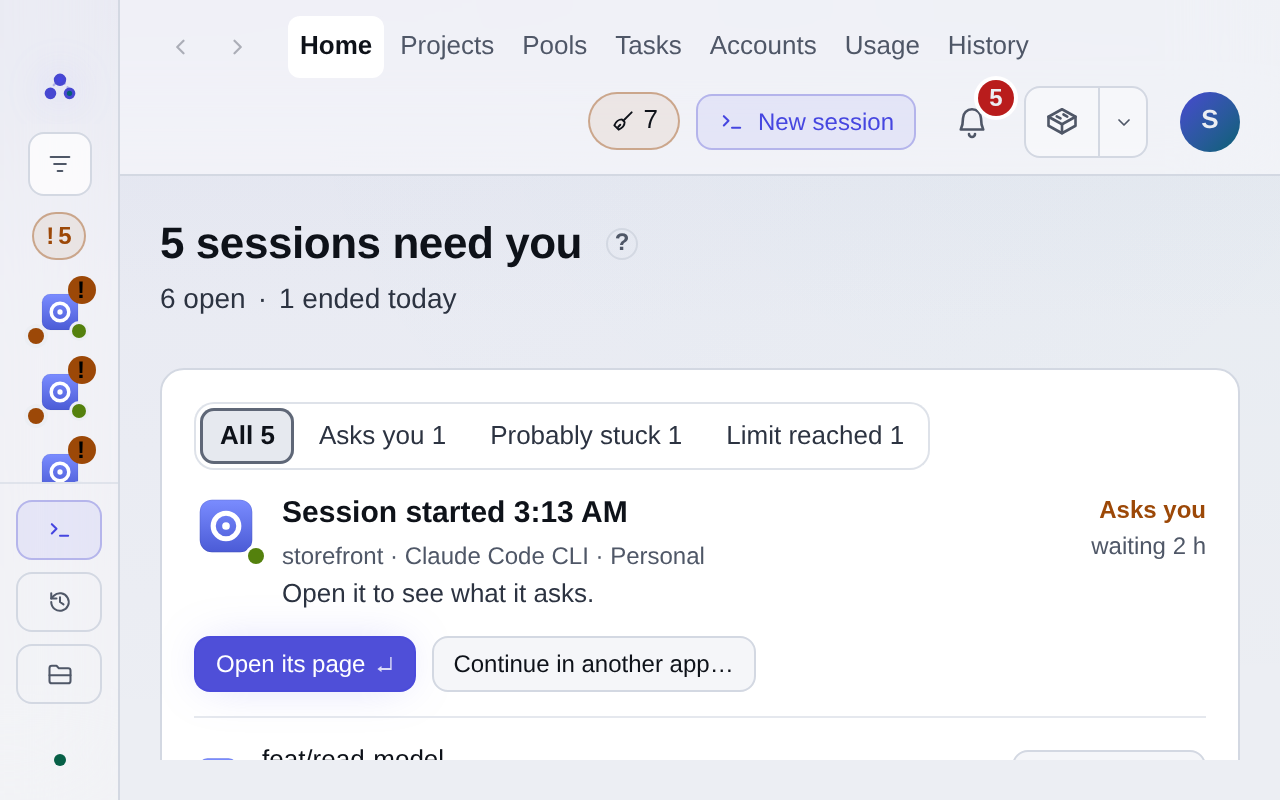 Home Projects Pools Tasks Accounts Usage History
7 New session 5 S
! 5
!
!
!
5 sessions need you ?
6 open · 1 ended today
All 5 Asks you 1 Probably stuck 1 Limit reached 1
Session started 3:13 AM Asks you
storefront · Claude Code CLI · Personal waiting 2 h
Open it to see what it asks.
Open its page Continue in another app…
feat/read-model